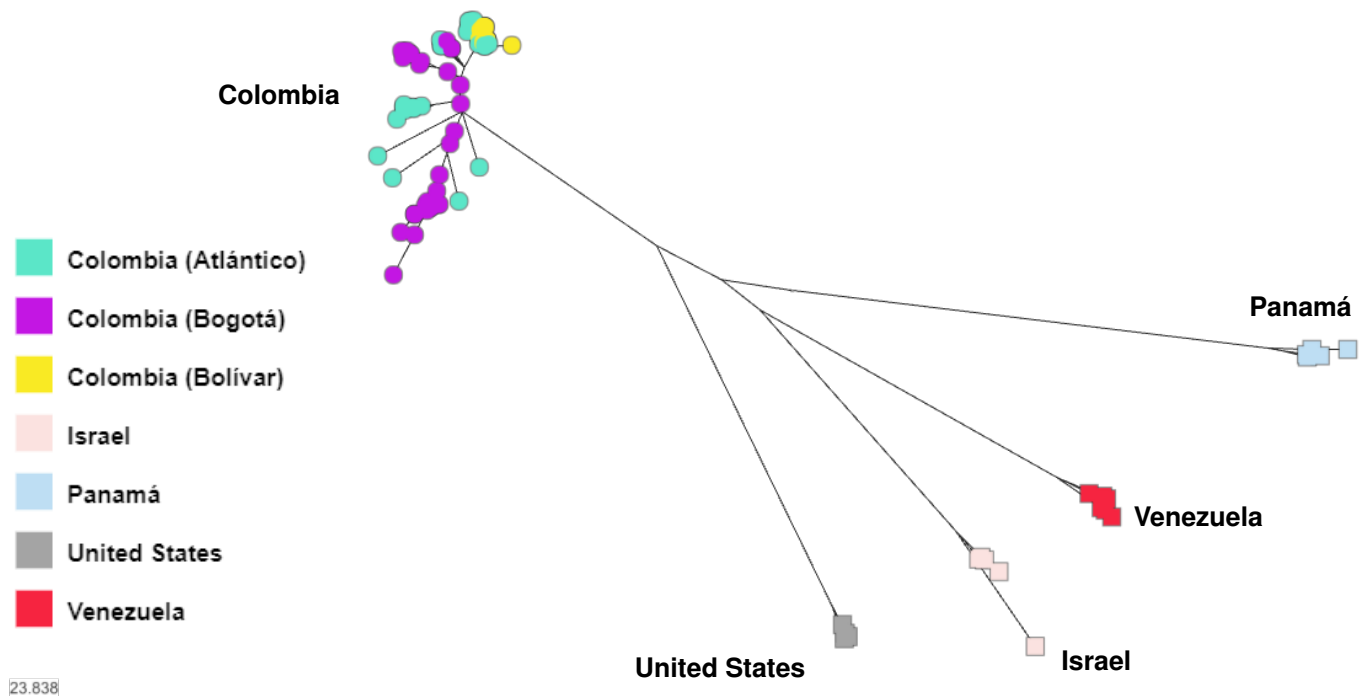 Colombia
Colombia (Atlántico)
Colombia (Bogotá)
Colombia (Bolívar)
Israel
Panamá
United States
Venezuela
Panamá
Venezuela
Israel
United States
23.838